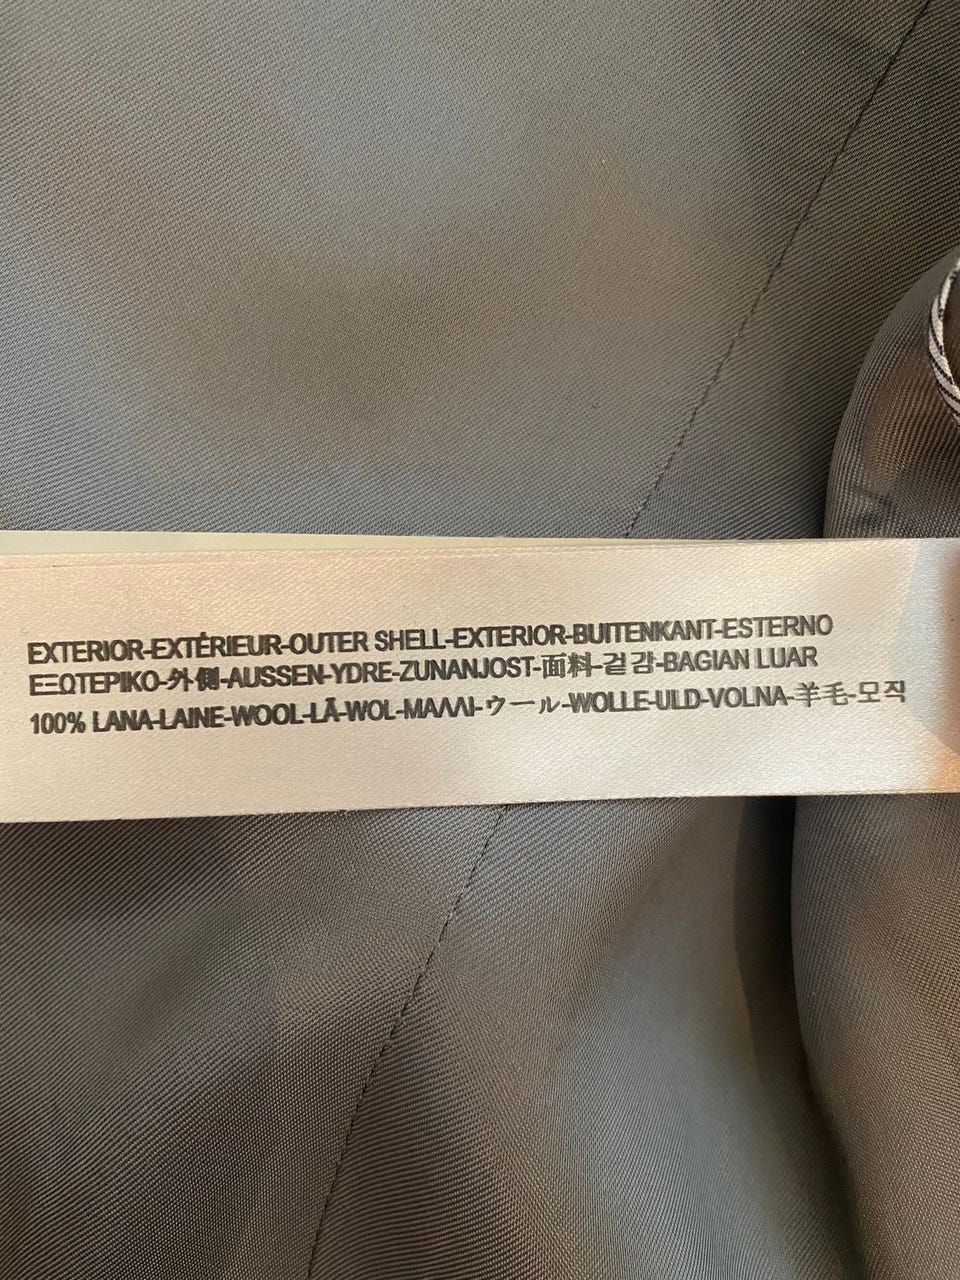 EXTERIOR-EXTÉRIEUR-OUTER SHELL-EXTERIOR-BUITENKANT-ESTERNO
ΕΞΩΤΕΡΙΚΟ-外側-AUSSEN-YDRE-ZUNANJOST-面料-겉감-BAGIAN LUAR
100% LANA-LAINE-WOOL-LÃ-WOL-ΜΑΛΛΙ-ウール-WOLLE-ULD-VOLNA-羊毛-모직